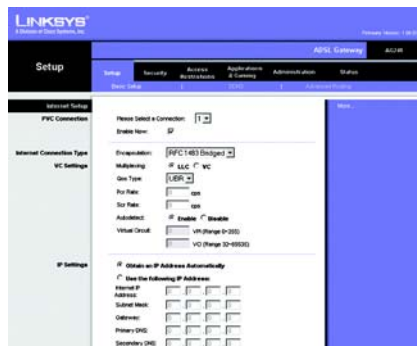 LINKSYS®
A Division of Cisco Systems, Inc.
ADSL Gateway
Setup
Setup Security Access Restrictions Applications & Gaming Administration Status
Basic Setup DDNS Advanced Routing
Internet Setup
More...
PVC Connection
Please Select a Connection: 1
Enable Now:
Internet Connection Type
Encapsulation: RFC 1483 Bridged
VC Settings
Multiplexing: LLC VC
Qos Type: UBR
Pcr Rate: cps
Scr Rate: cps
Autodetect: Enable Disable
Virtual Circuit: VPI (Range 0~255)
VCI (Range 32~65535)
IP Settings
Obtain an IP Address Automatically
Use the following IP Address:
Internet IP Address:
Subnet Mask:
Gateway:
Primary DNS:
Secondary DNS: